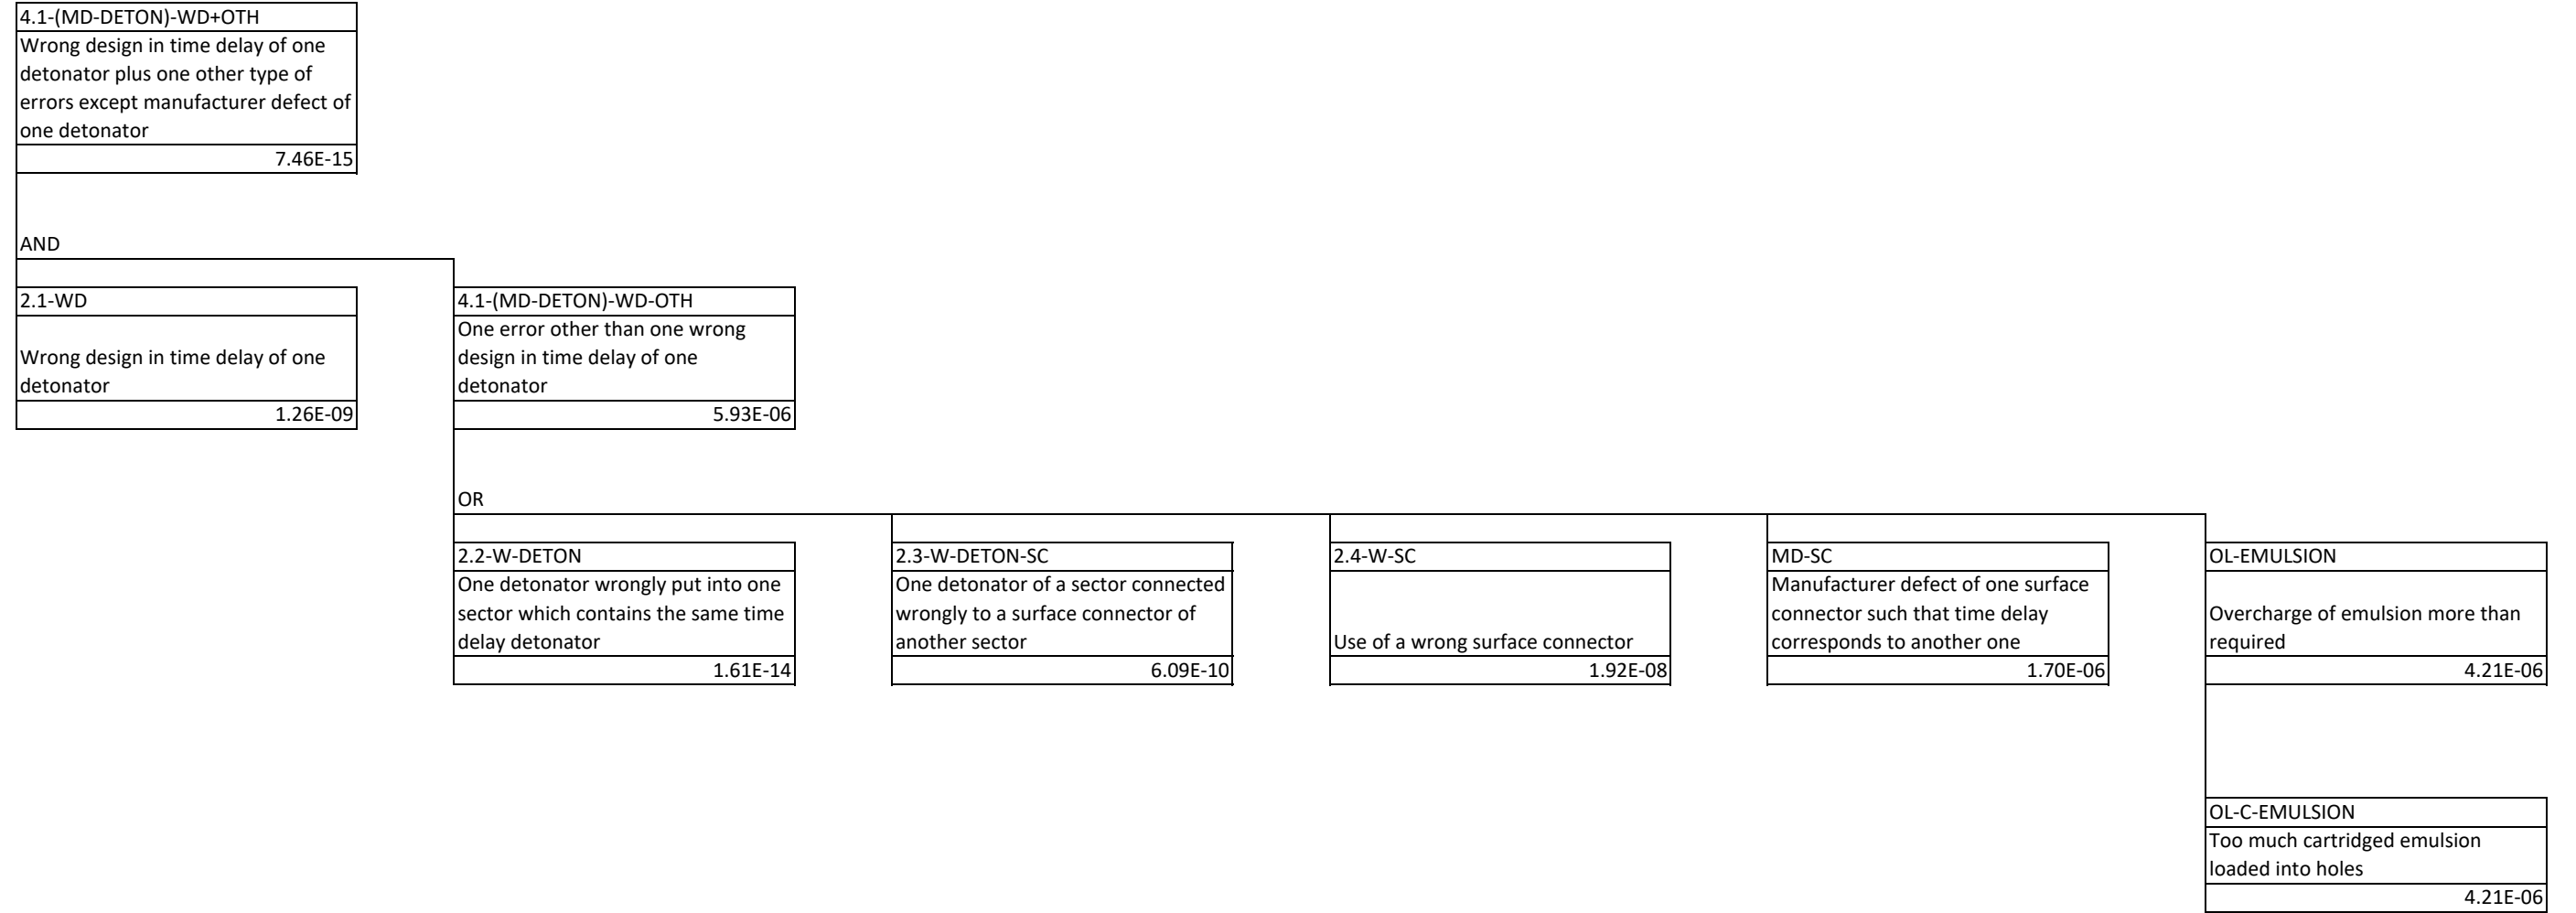 4.1-(MD-DETON)-WD+OTH
Wrong design in time delay of one
detonator plus one other type of
errors except manufacturer defect of
one detonator
7.46E-15
AND
2.1-WD
Wrong design in time delay of one
detonator
1.26E-09
4.1-(MD-DETON)-WD-OTH
One error other than one wrong
design in time delay of one
detonator
5.93E-06
OR
2.2-W-DETON
One detonator wrongly put into one
sector which contains the same time
delay detonator
1.61E-14
2.3-W-DETON-SC
One detonator of a sector connected
wrongly to a surface connector of
another sector
6.09E-10
2.4-W-SC
Use of a wrong surface connector
1.92E-08
MD-SC
Manufacturer defect of one surface
connector such that time delay
corresponds to another one
1.70E-06
OL-EMULSION
Overcharge of emulsion more than
required
4.21E-06
OL-C-EMULSION
Too much cartridged emulsion
loaded into holes
4.21E-06